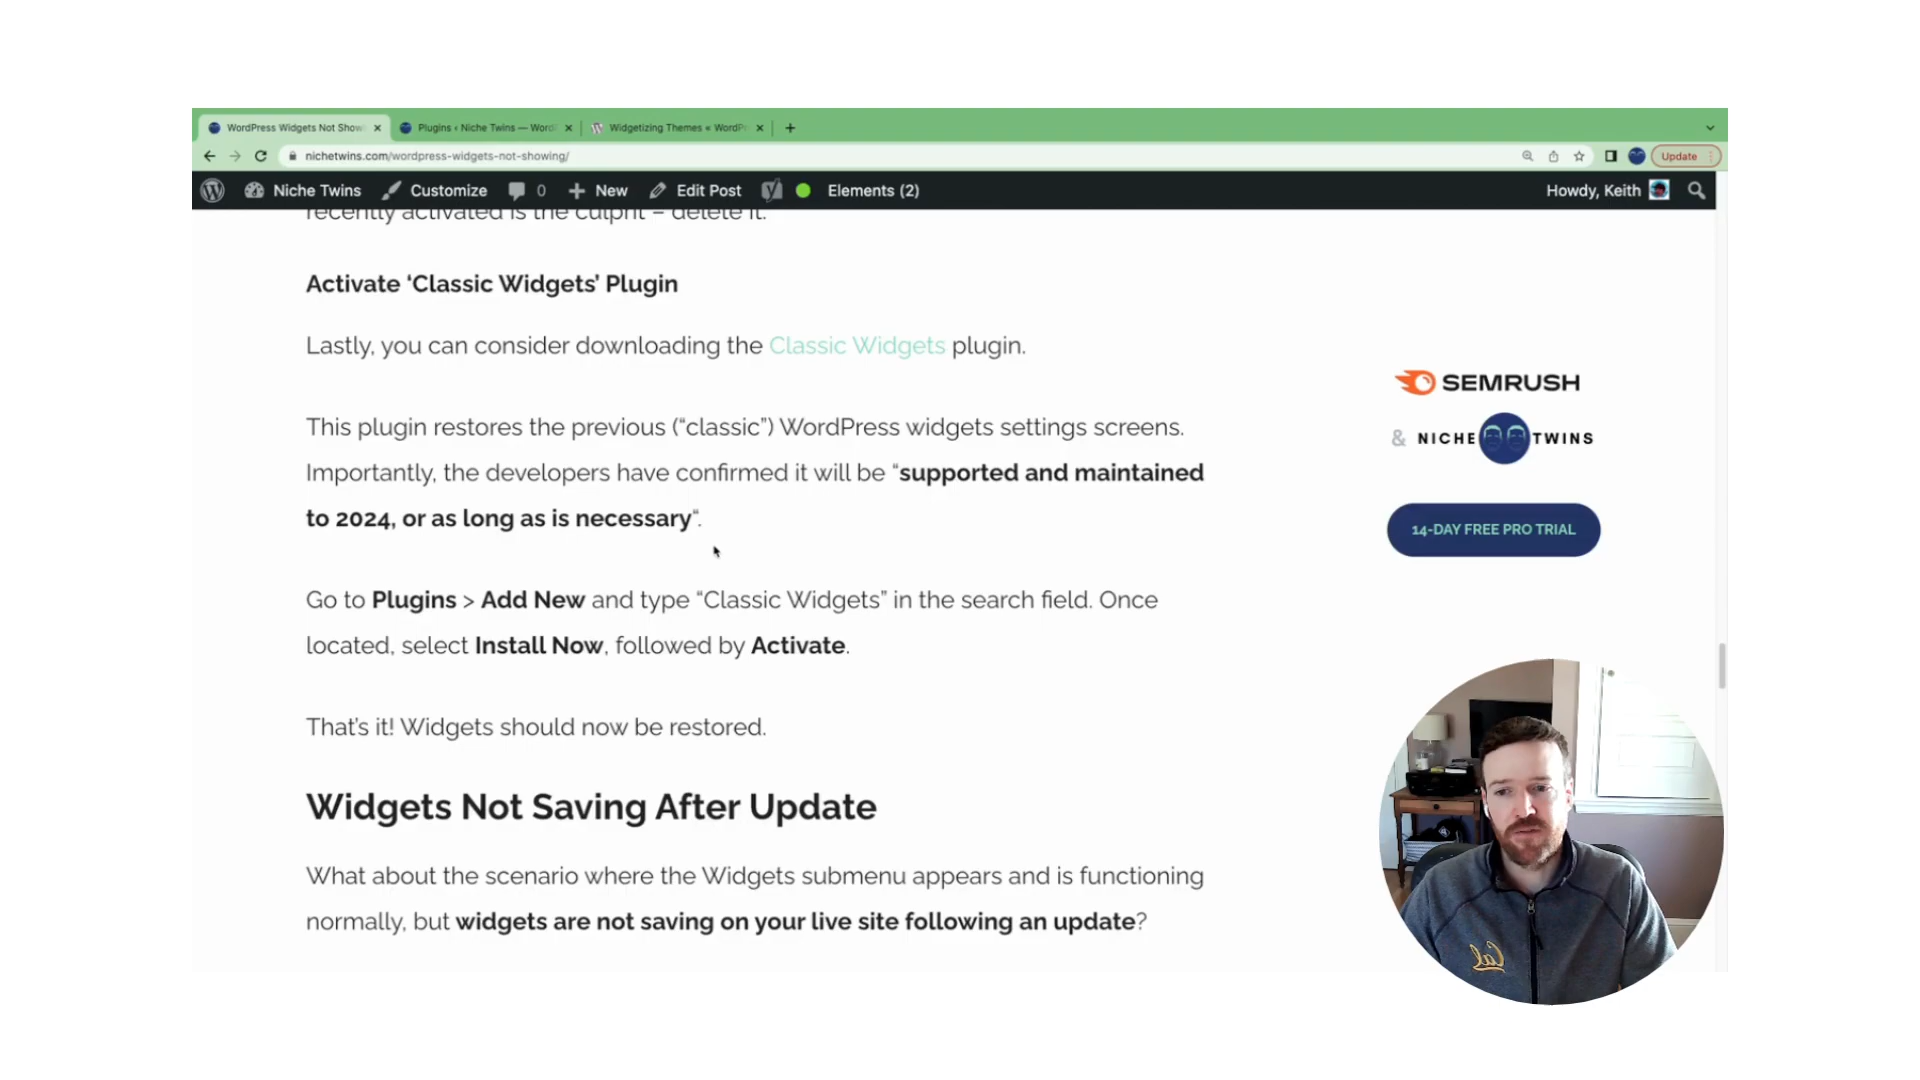 WordPress Widgets Not Show
Plugins ‹ Niche Twins — Word
Widgetizing Themes « WordPr
nichetwins.com/wordpress-widgets-not-showing/
Update
Niche Twins
Customize
0
New
Edit Post
Elements (2)
Howdy, Keith
recently activated is the culprit – delete it.
Activate ‘Classic Widgets’ Plugin
Lastly, you can consider downloading the Classic Widgets plugin.
This plugin restores the previous (“classic”) WordPress widgets settings screens.
Importantly, the developers have confirmed it will be “supported and maintained
to 2024, or as long as is necessary“.
Go to Plugins > Add New and type “Classic Widgets” in the search field. Once
located, select Install Now, followed by Activate.
That’s it! Widgets should now be restored.
Widgets Not Saving After Update
What about the scenario where the Widgets submenu appears and is functioning
normally, but widgets are not saving on your live site following an update?
SEMRUSH
& NICHE TWINS
14-DAY FREE PRO TRIAL
Cal